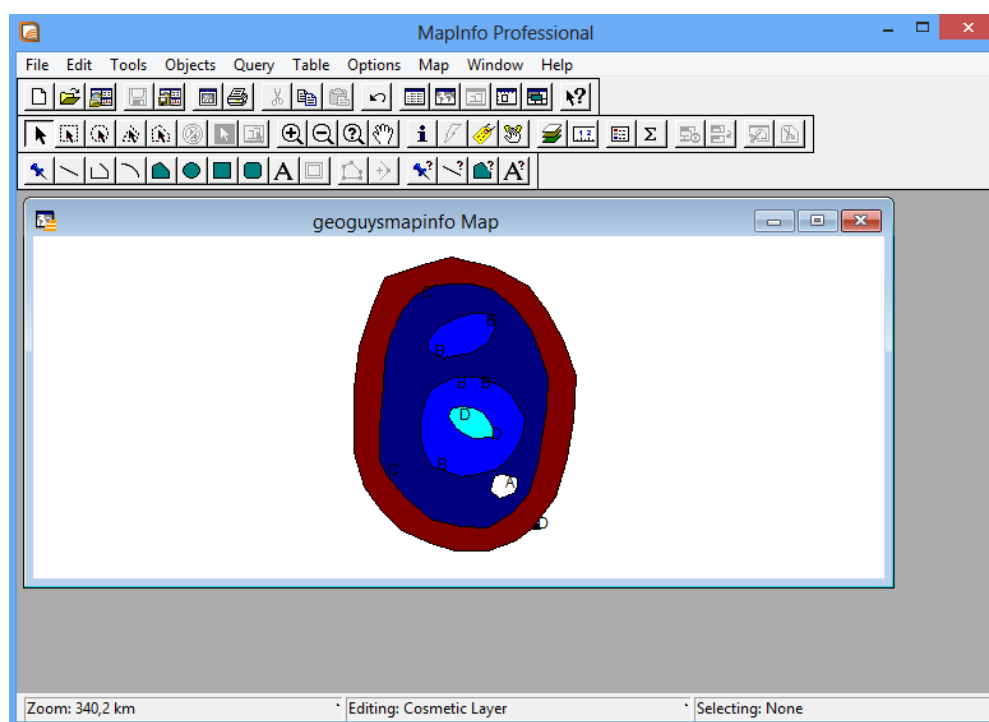 MapInfo Professional
File Edit Tools Objects Query Table Options Map Window Help
geoguysmapinfo Map
C
B
B
B B
D
D
C B
A
D
Zoom: 340,2 km Editing: Cosmetic Layer Selecting: None